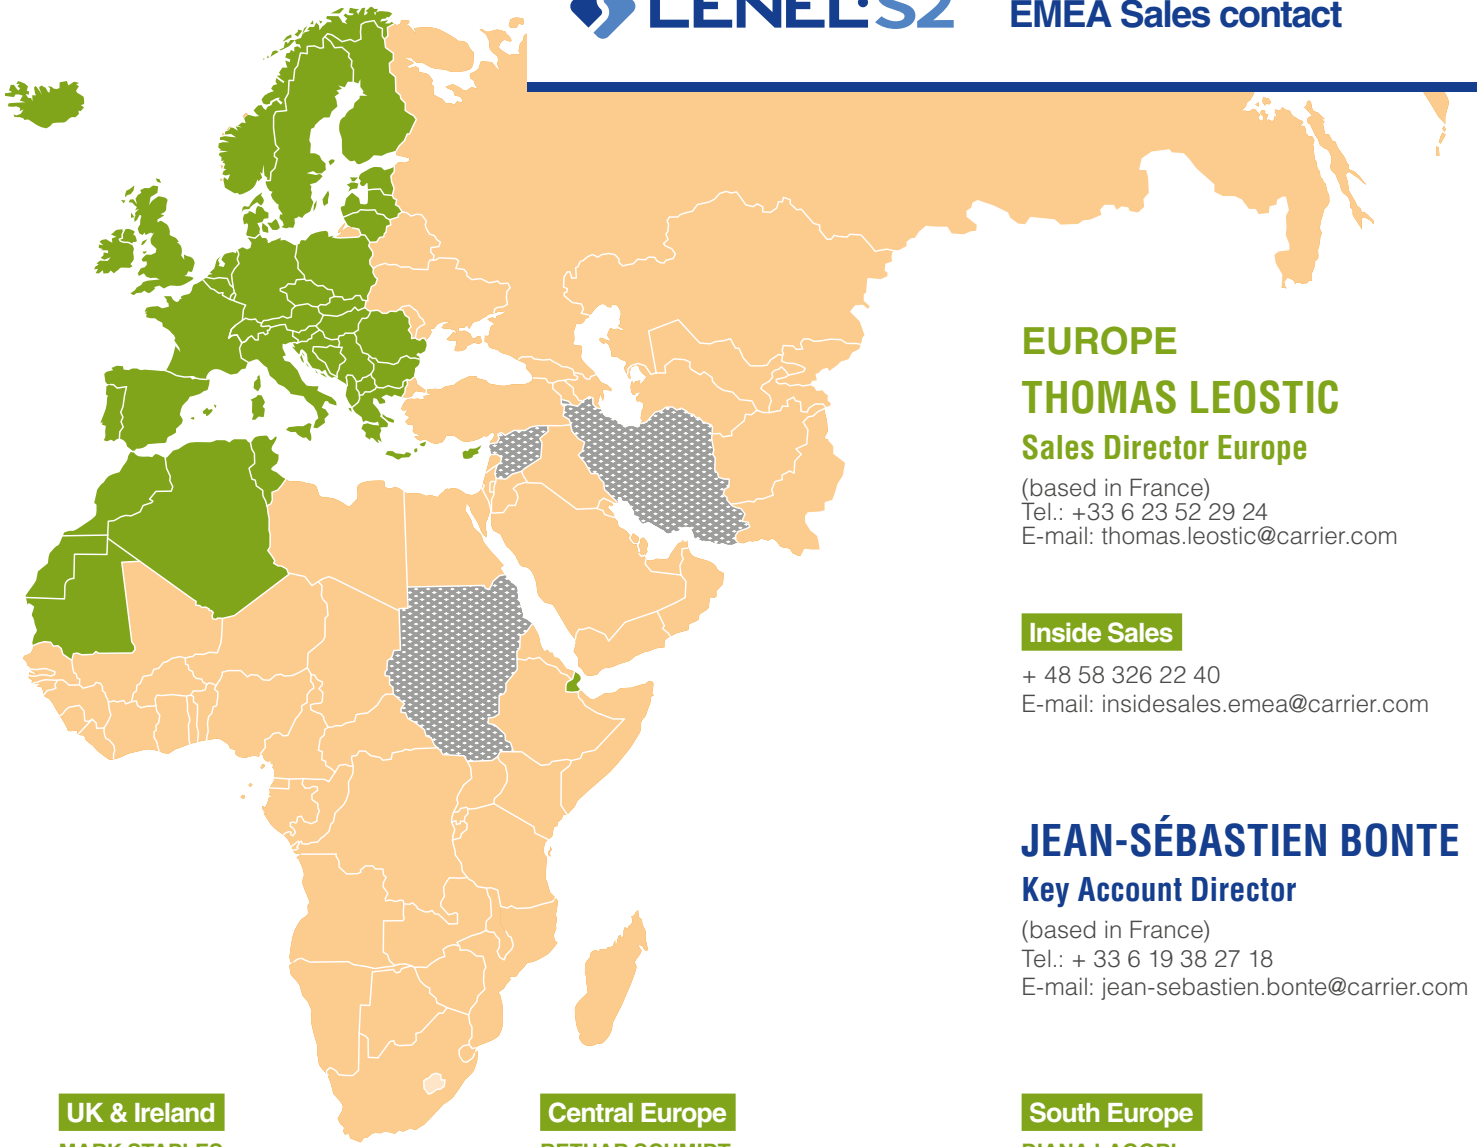 LENEL·S2
EMEA Sales contact
EUROPE
THOMAS LEOSTIC
Sales Director Europe
(based in France)
Tel.: +33 6 23 52 29 24
E-mail: thomas.leostic@carrier.com
Inside Sales
+ 48 58 326 22 40
E-mail: insidesales.emea@carrier.com
JEAN-SÉBASTIEN BONTE
Key Account Director
(based in France)
Tel.: + 33 6 19 38 27 18
E-mail: jean-sebastien.bonte@carrier.com
UK & Ireland
Central Europe
South Europe